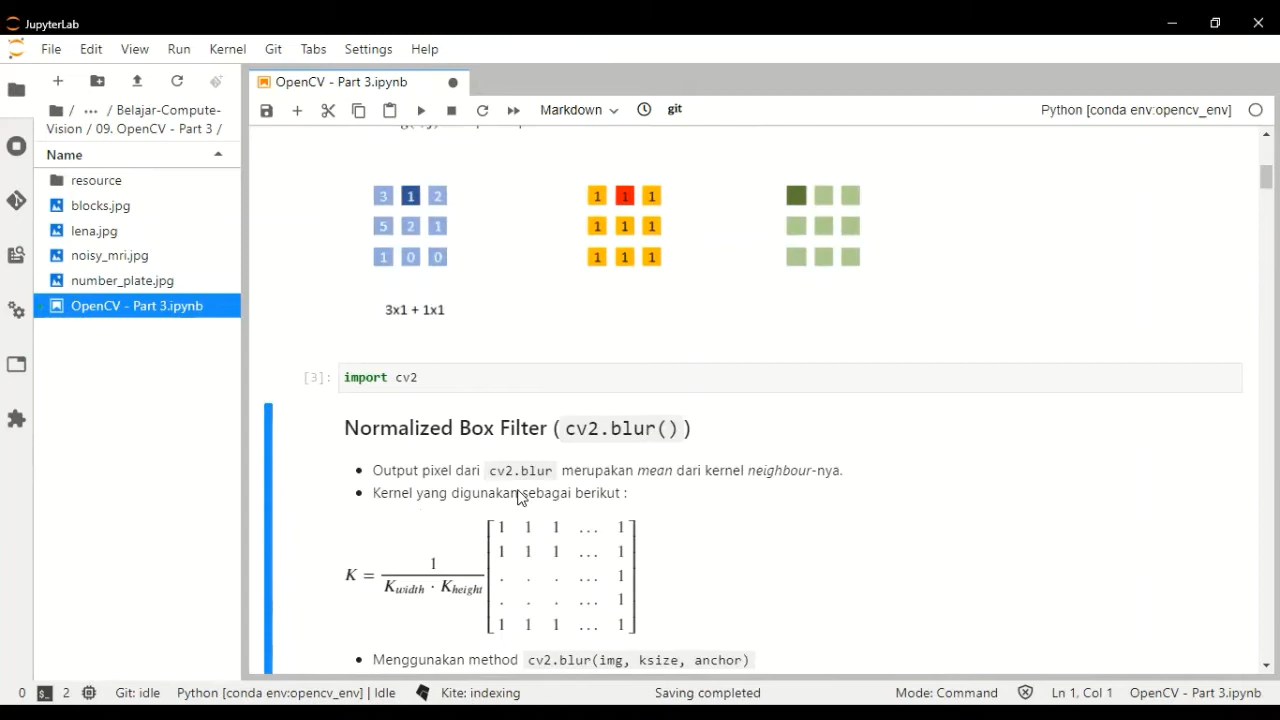 JupyterLab
File Edit View Run Kernel Git Tabs Settings Help
OpenCV - Part 3.ipynb
/ ... / Belajar-Compute-
Vision / 09. OpenCV - Part 3 /
Markdown
git
Python [conda env:opencv_env]
Name
resource
blocks.jpg
lena.jpg
noisy_mri.jpg
number_plate.jpg
OpenCV - Part 3.ipynb
3 1 2
5 2 1
1 0 0
1 1 1
1 1 1
1 1 1
3x1 + 1x1
[3]: import cv2
Normalized Box Filter ( cv2.blur() )
Output pixel dari cv2.blur merupakan mean dari kernel neighbour-nya.
Kernel yang digunakan sebagai berikut :
K = 1 / (K_width · K_height)
1 1 1 ... 1
1 1 1 ... 1
. . . ... 1
. . . ... 1
1 1 1 ... 1
Menggunakan method cv2.blur(img, ksize, anchor)
0 2 Git: idle Python [conda env:opencv_env] | Idle Kite: indexing Saving completed Mode: Command Ln 1, Col 1 OpenCV - Part 3.ipynb